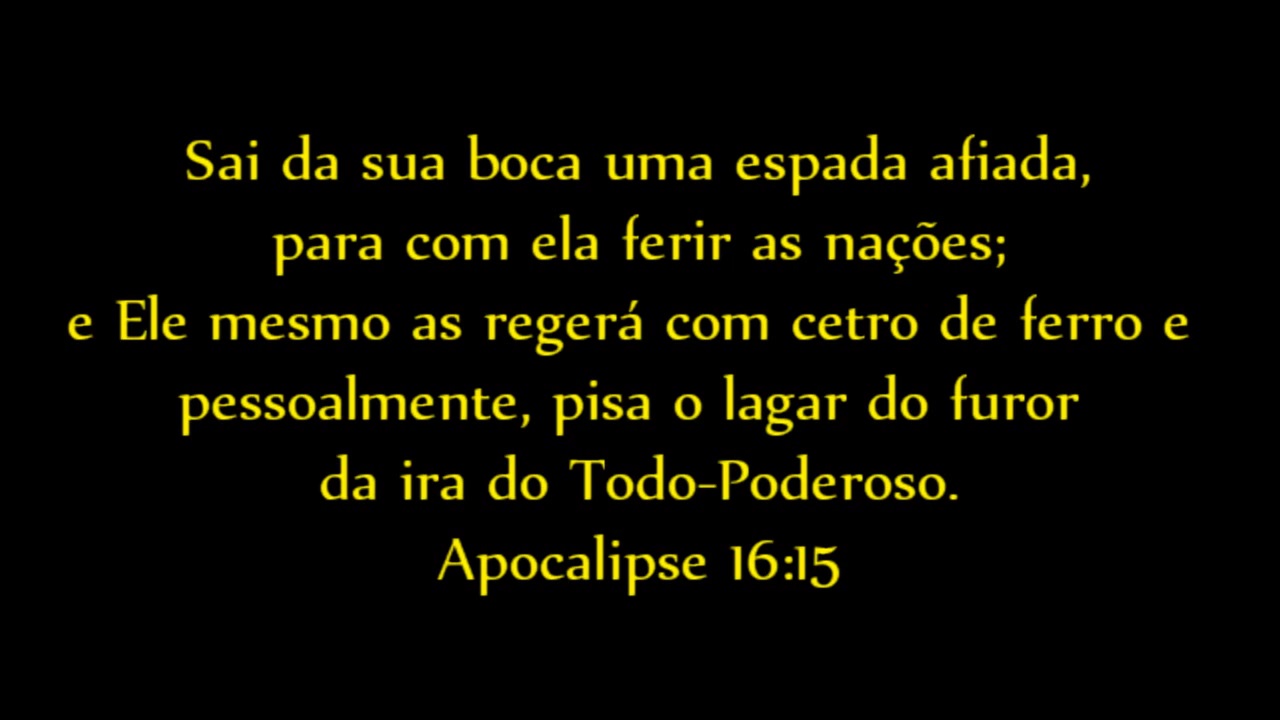 Sai da sua boca uma espada afiada,
para com ela ferir as nações;
e Ele mesmo as regerá com cetro de ferro e
pessoalmente, pisa o lagar do furor
da ira do Todo-Poderoso.
Apocalipse 16:15